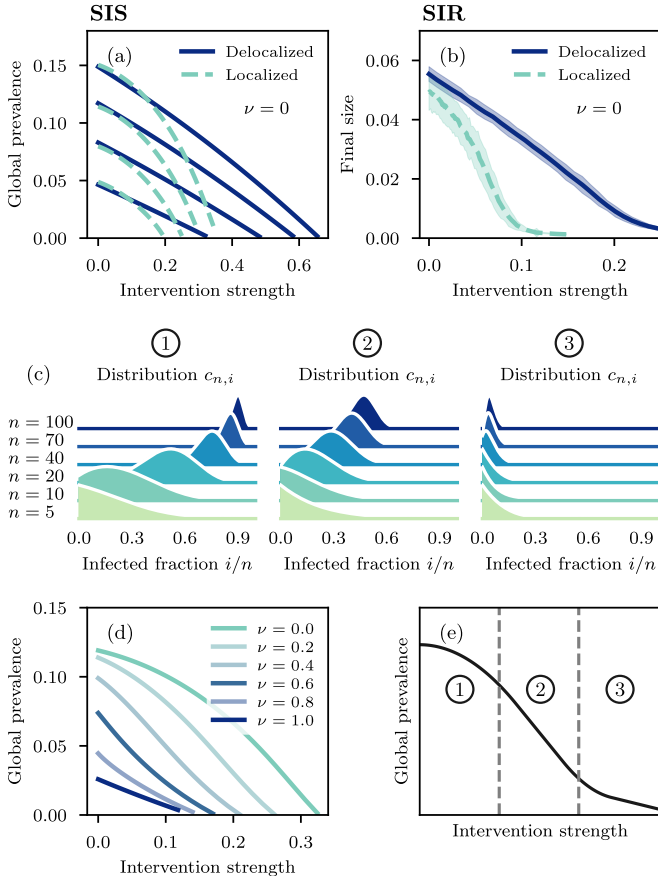 SIS
SIR
(a)
Delocalized
Localized
ν = 0
Global prevalence
0.15
0.10
0.05
0.00
0.0 0.2 0.4 0.6
Intervention strength
(b)
Delocalized
Localized
ν = 0
Final size
0.06
0.04
0.02
0.00
0.0 0.1 0.2
Intervention strength
1 2 3
(c)
Distribution c_{n,i} Distribution c_{n,i} Distribution c_{n,i}
n = 100
n = 70
n = 40
n = 20
n = 10
n = 5
0.0 0.3 0.6 0.9 0.0 0.3 0.6 0.9 0.0 0.3 0.6 0.9
Infected fraction i/n Infected fraction i/n Infected fraction i/n
(d)
ν = 0.0
ν = 0.2
ν = 0.4
ν = 0.6
ν = 0.8
ν = 1.0
Global prevalence
0.15
0.10
0.05
0.00
0.0 0.1 0.2 0.3
Intervention strength
(e)
1 2 3
Global prevalence
Intervention strength